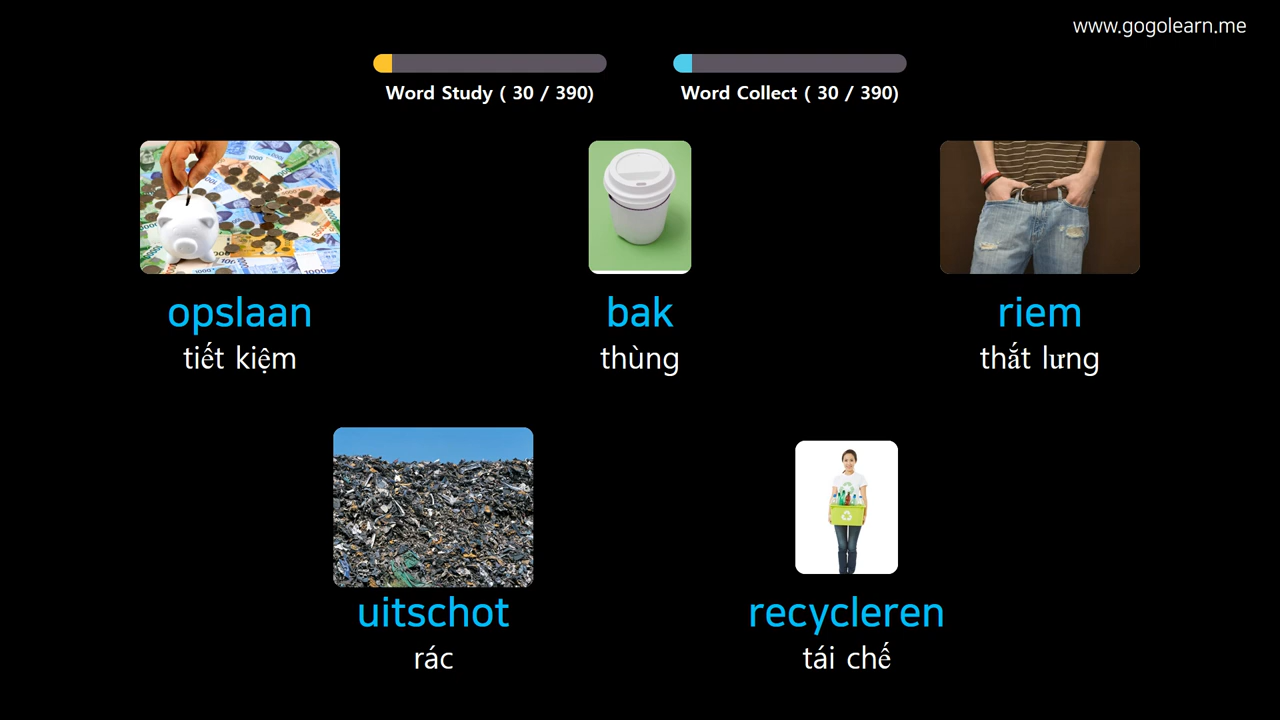 www.gogolearn.me
Word Study ( 30 / 390)
Word Collect ( 30 / 390)
opslaan
tiết kiệm
bak
thùng
riem
thắt lưng
uitschot
rác
recycleren
tái chế